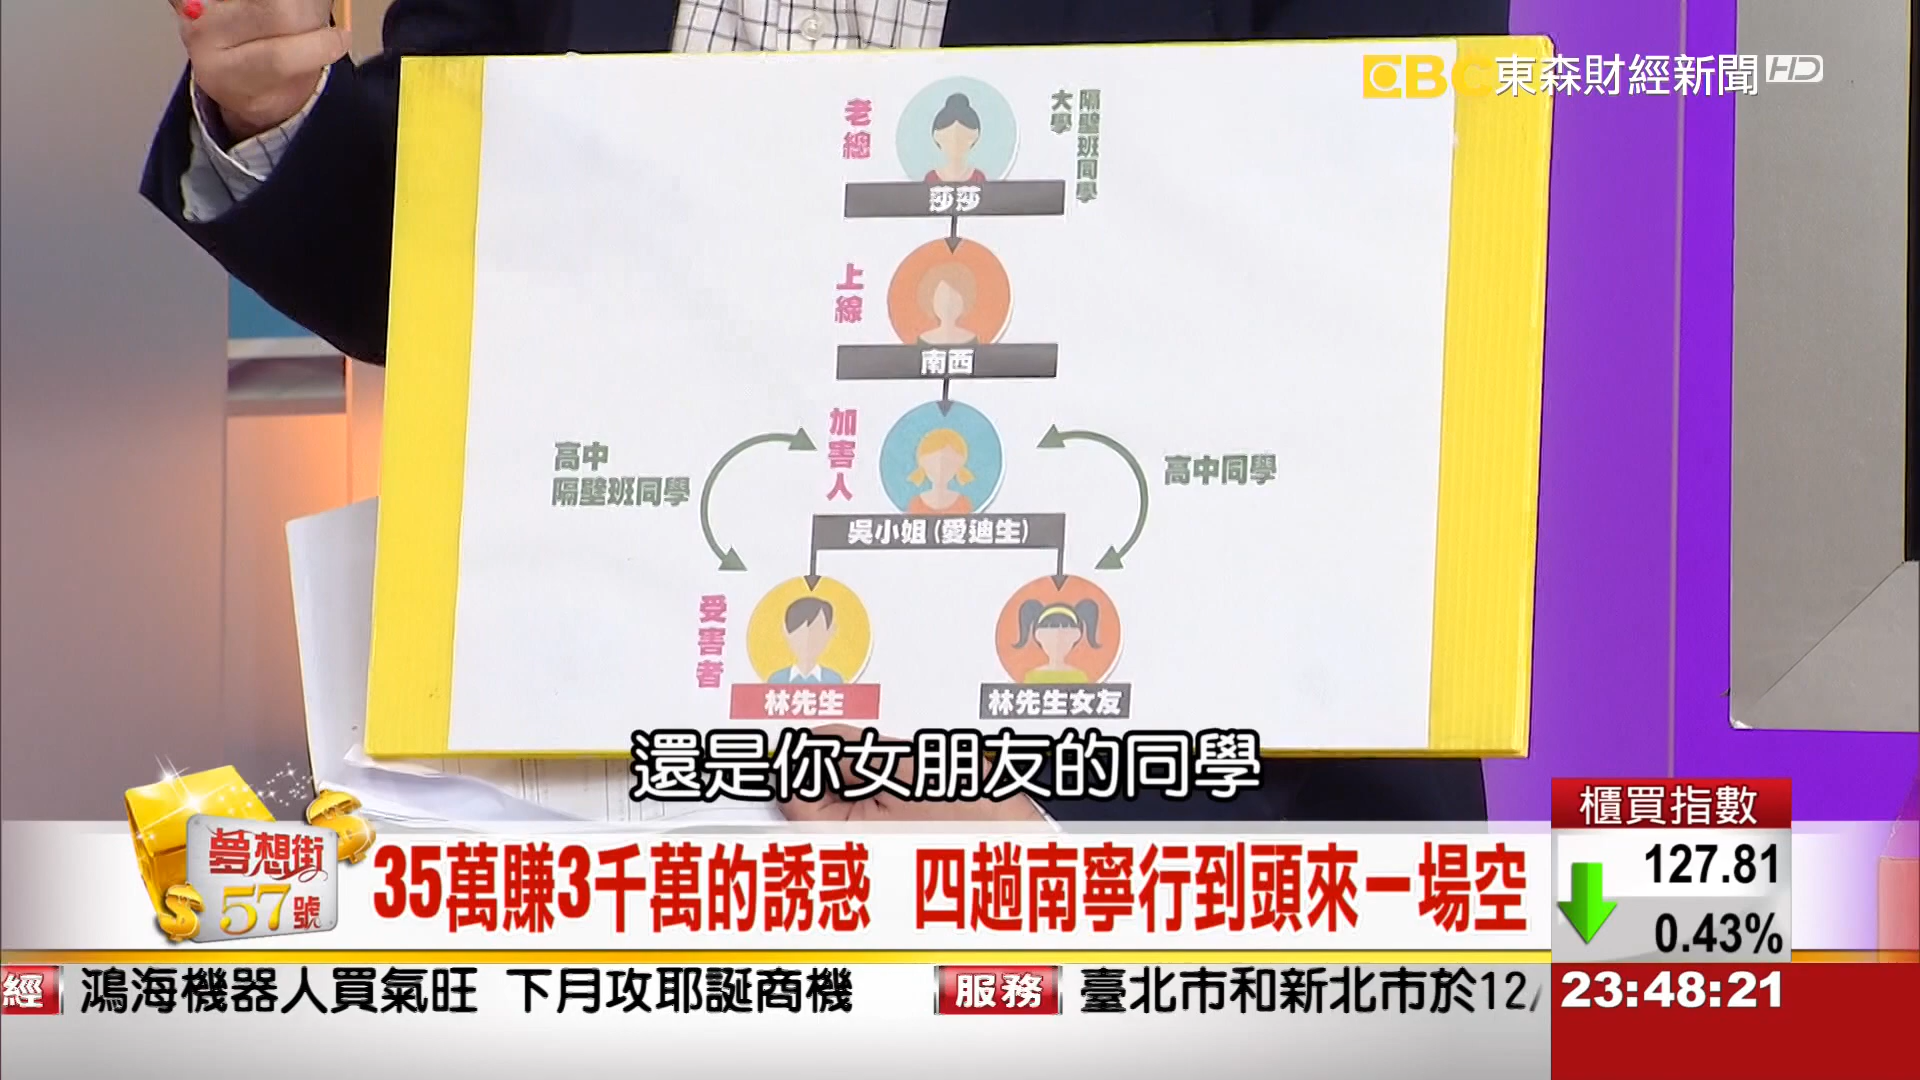 EBC 東森財經新聞 HD
老總
大學
隔壁班同學
莎莎
上線
南西
加害人
高中
隔壁班同學
高中同學
吳小姐(愛迪生)
受害者
林先生
林先生女友
還是你女朋友的同學
夢想街
57號
35萬賺3千萬的誘惑 四趟南寧行到頭來一場空
櫃買指數
127.81
0.43%
經 鴻海機器人買氣旺 下月攻耶誕商機 服務 臺北市和新北市於12/
23:48:21